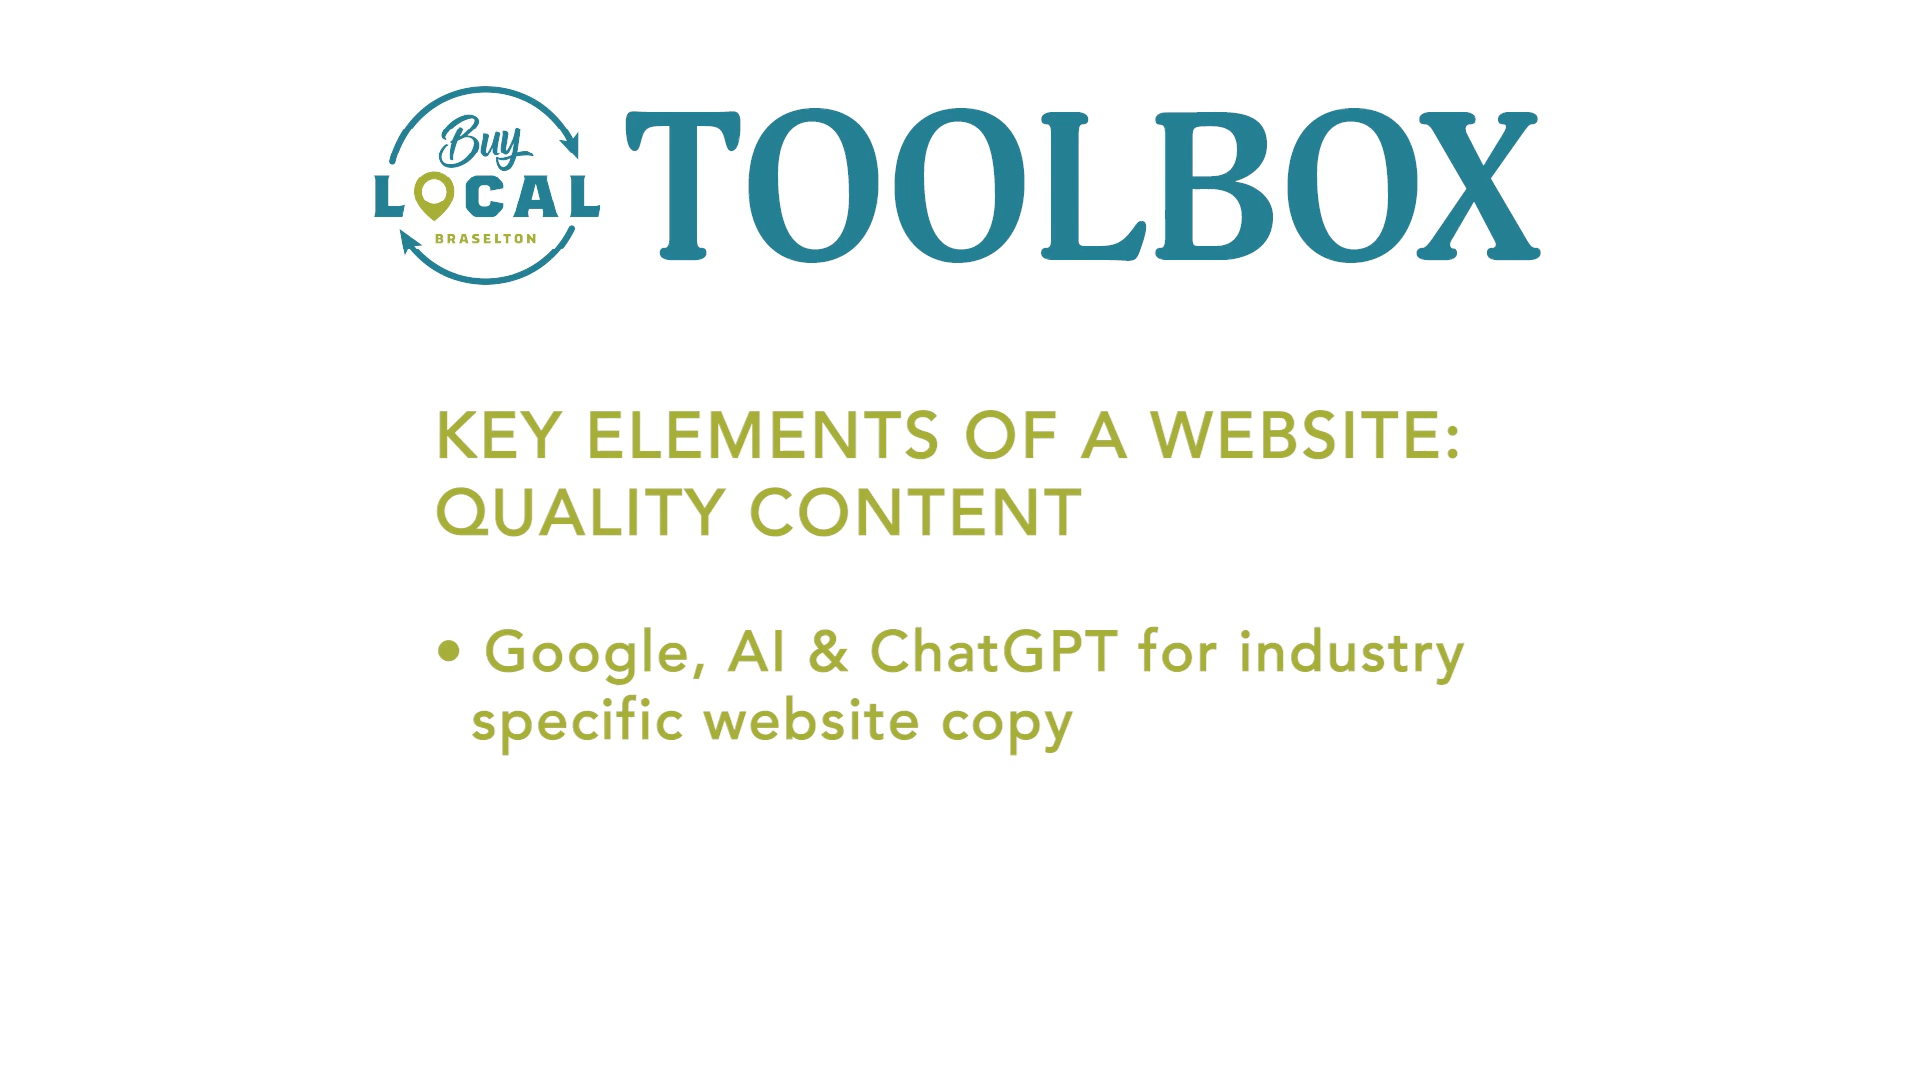 Buy
LOCAL
BRASELTON
TOOLBOX
KEY ELEMENTS OF A WEBSITE:
QUALITY CONTENT
• Google, AI & ChatGPT for industry
specific website copy